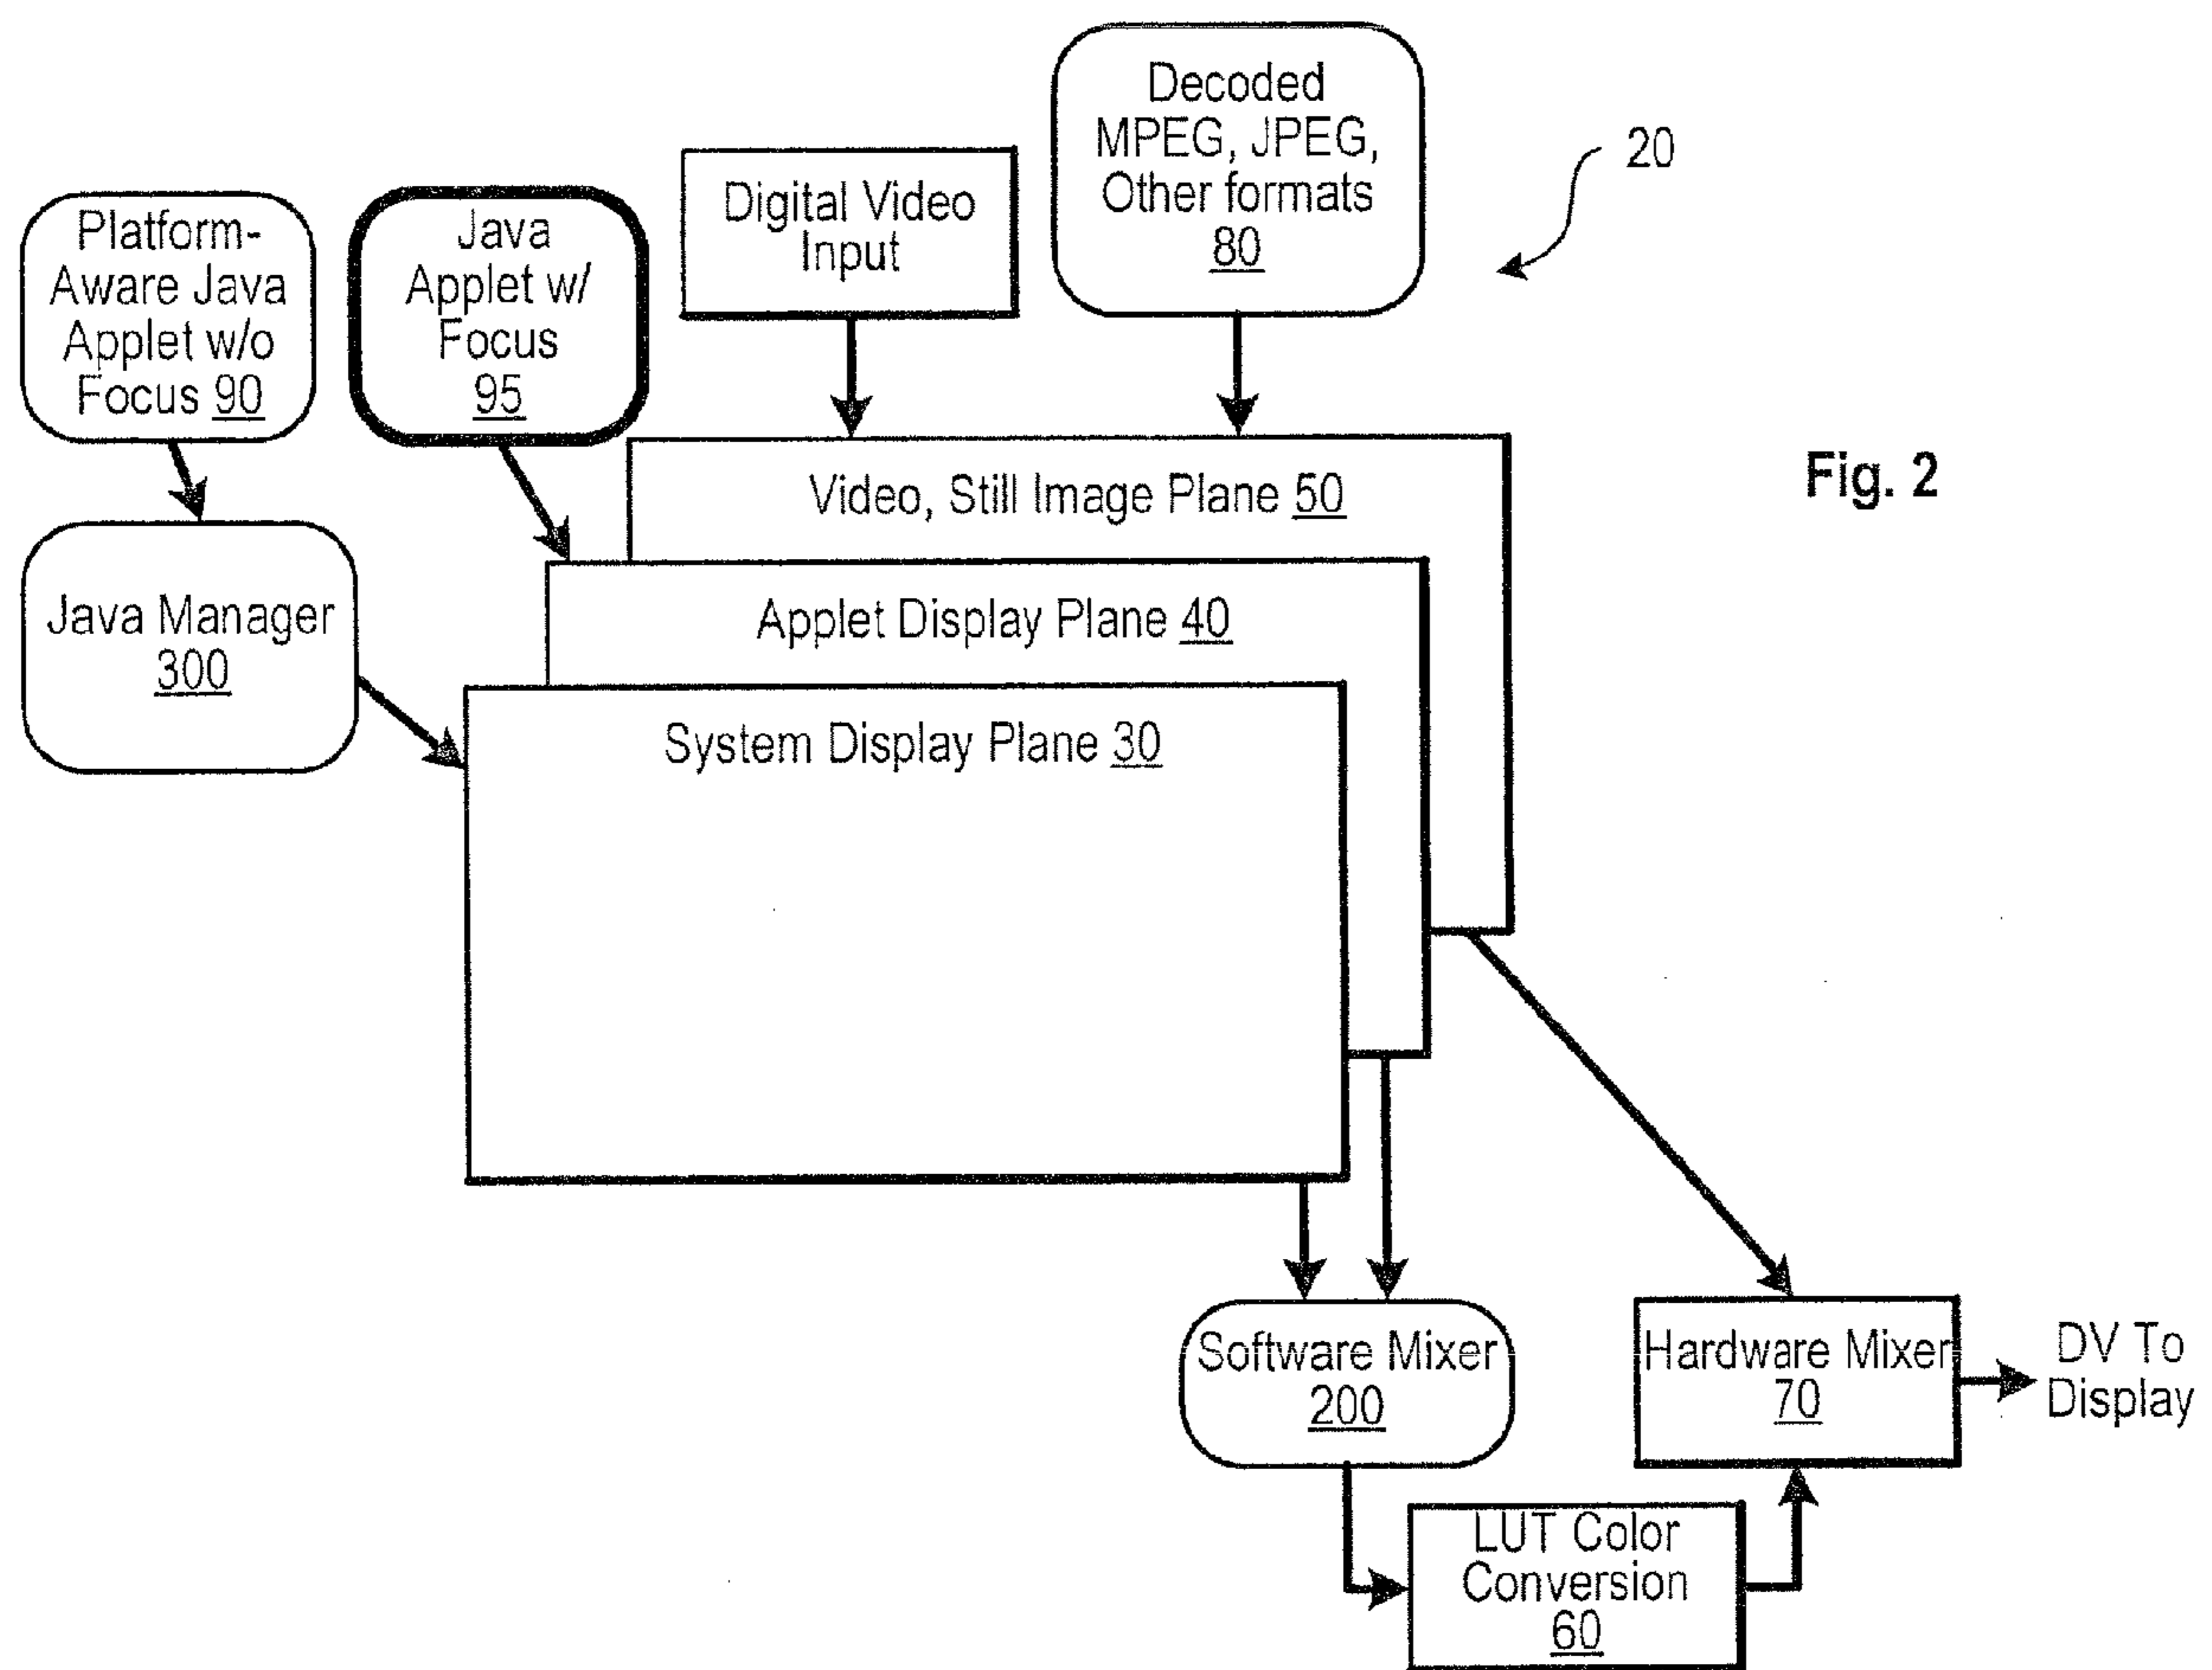 Decoded
MPEG, JPEG,
Other formats
80
20
Digital Video
Input
Platform-
Aware Java
Applet w/o
Focus 90
Java
Applet w/
Focus
95
Fig. 2
Video, Still Image Plane 50
Java Manager
300
Applet Display Plane 40
System Display Plane 30
Software Mixer
200
Hardware Mixer
70
DV To
Display
LUT Color
Conversion
60